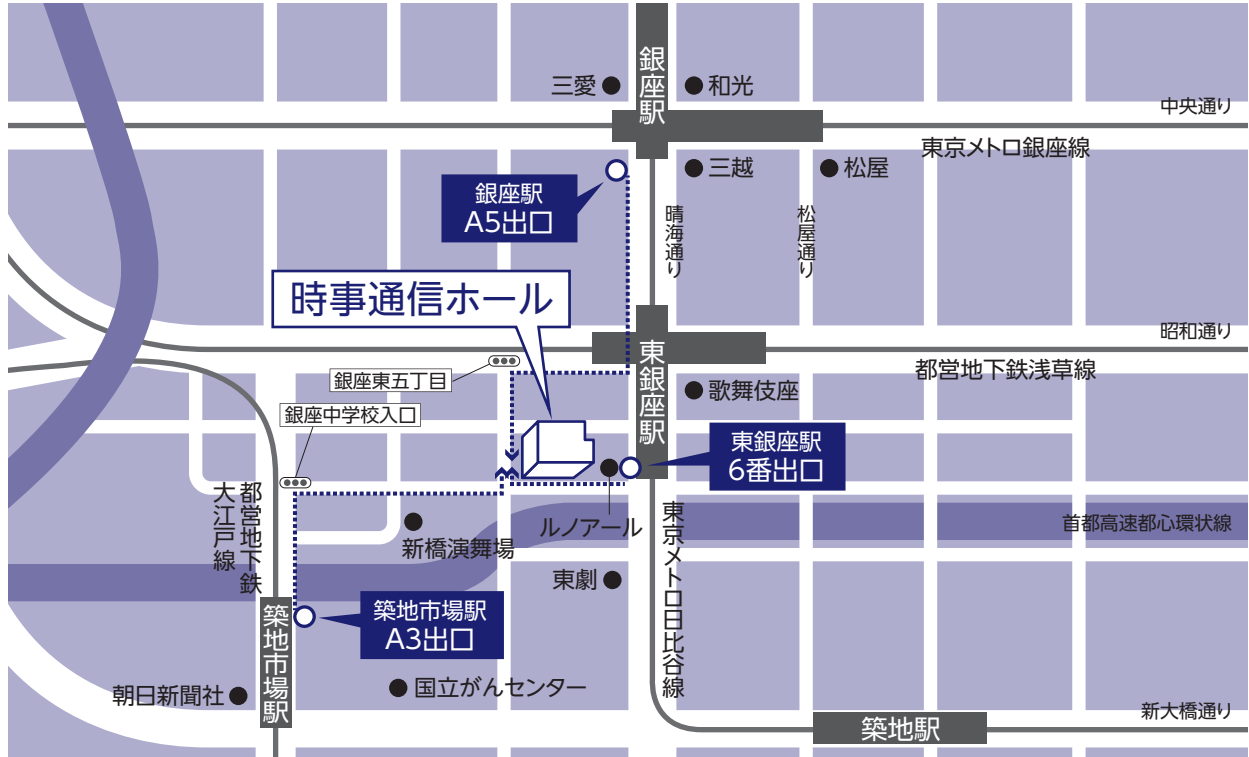 銀座駅
三愛
和光
中央通り
東京メトロ銀座線
三越
松屋
銀座駅
A5出口
晴海通り
松屋通り
時事通信ホール
昭和通り
都営地下鉄浅草線
東銀座駅
銀座東五丁目
歌舞伎座
銀座中学校入口
東銀座駅
6番出口
都営地下鉄
大江戸線
ルノアール
首都高速都心環状線
新橋演舞場
東京メトロ日比谷線
東劇
築地市場駅
築地市場駅
A3出口
朝日新聞社
国立がんセンター
新大橋通り
築地駅